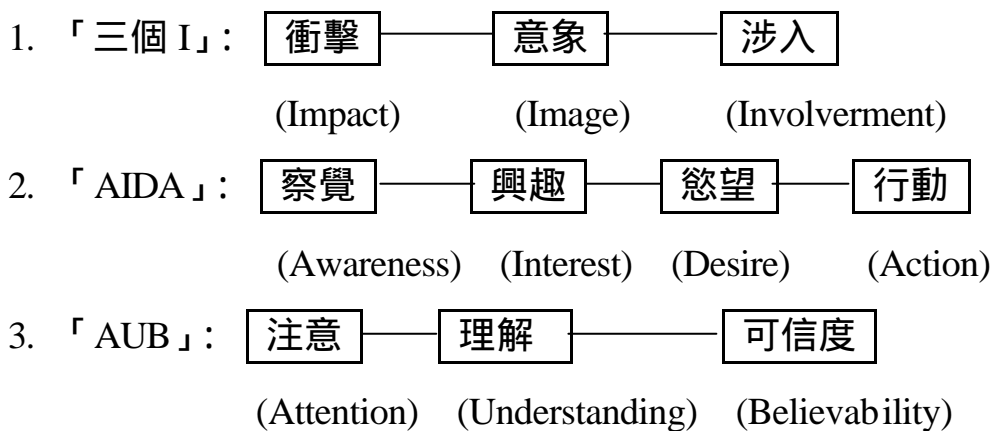 1. 「三個 I」: 衝擊 意象 涉入
(Impact) (Image) (Involverment)
2. 「AIDA」: 察覺 興趣 慾望 行動
(Awareness) (Interest) (Desire) (Action)
3. 「AUB」: 注意 理解 可信度
(Attention) (Understanding) (Believability)